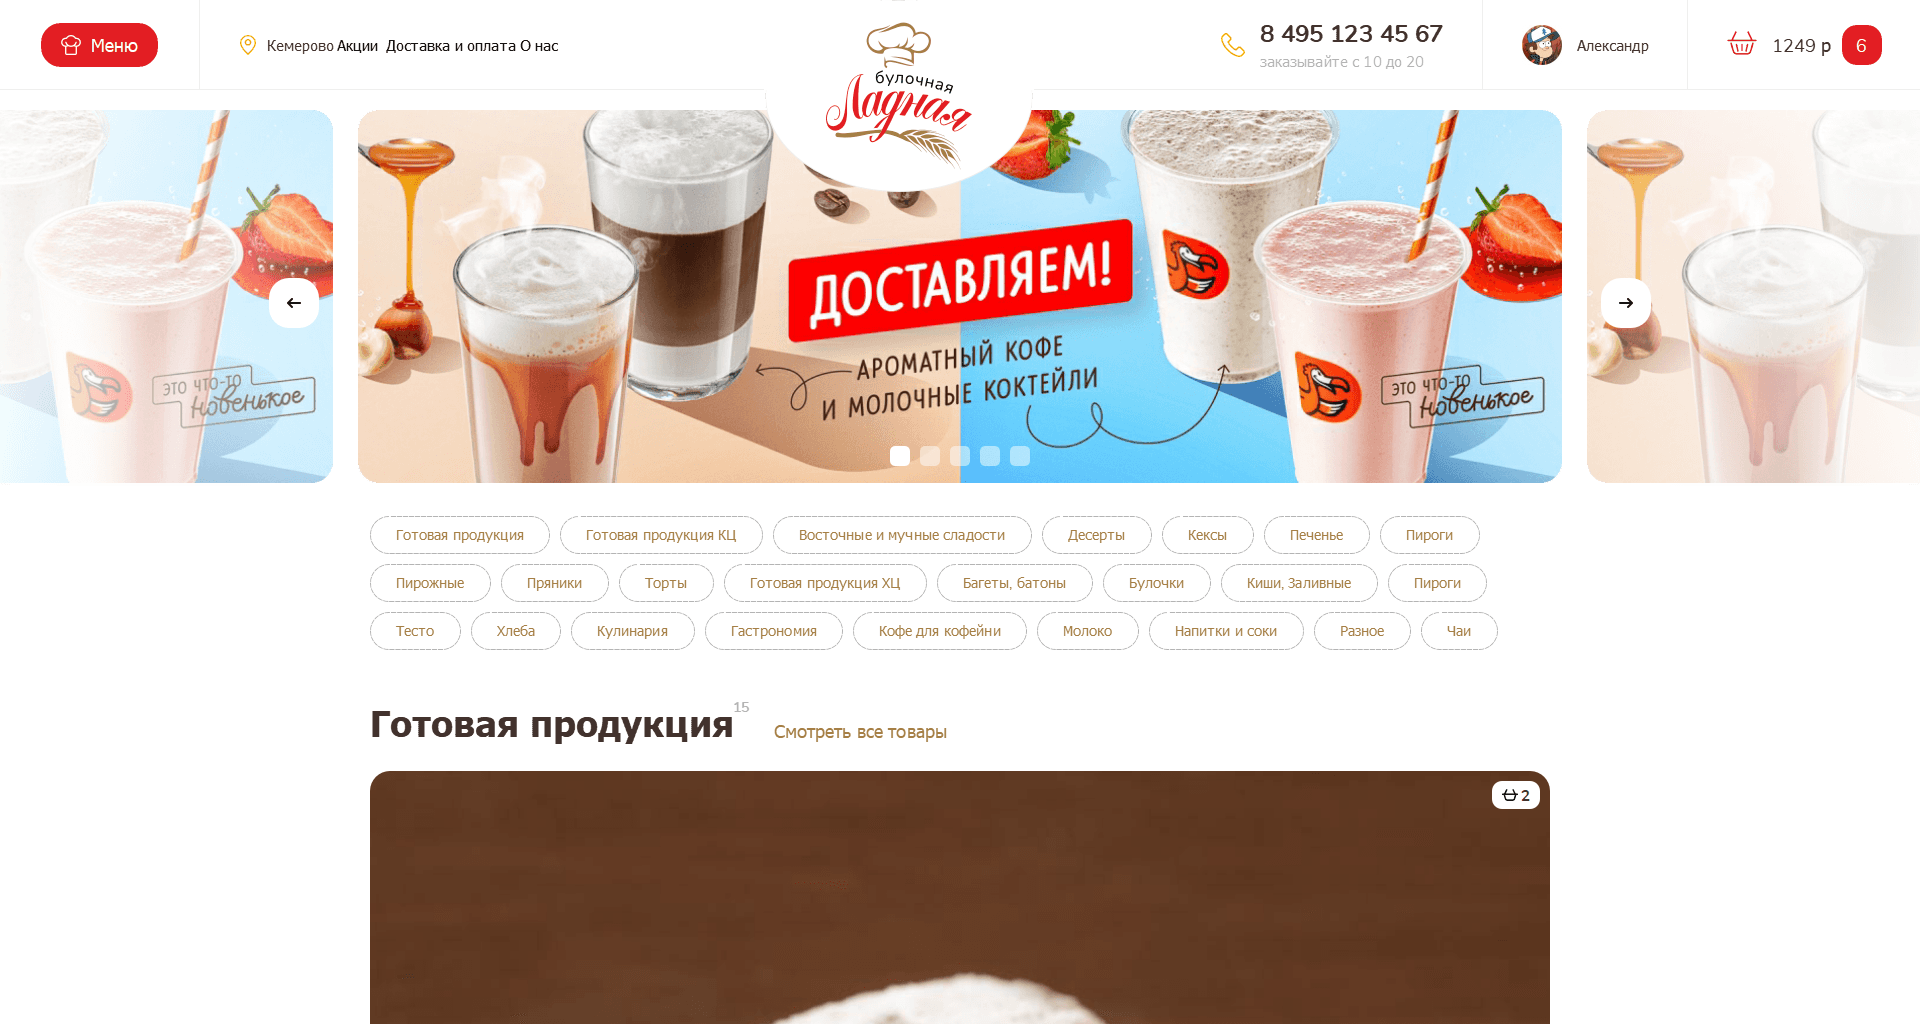 Меню
Кемерово Акции Доставка и оплата О нас
булочная
Ладная
8 495 123 45 67
заказывайте с 10 до 20
Александр
1249 р 6
ДОСТАВЛЯЕМ!
АРОМАТНЫЙ КОФЕ
И МОЛОЧНЫЕ КОКТЕЙЛИ
ЭТО ЧТО-ТО
новенькое
ЭТО ЧТО-ТО
новенькое
Готовая продукция Готовая продукция КЦ Восточные и мучные сладости Десерты Кексы Печенье Пироги
Пирожные Пряники Торты Готовая продукция ХЦ Багеты, батоны Булочки Киши, Заливные Пироги
Тесто Хлеба Кулинария Гастрономия Кофе для кофейни Молоко Напитки и соки Разное Чаи
Готовая продукция 15 Смотреть все товары
2